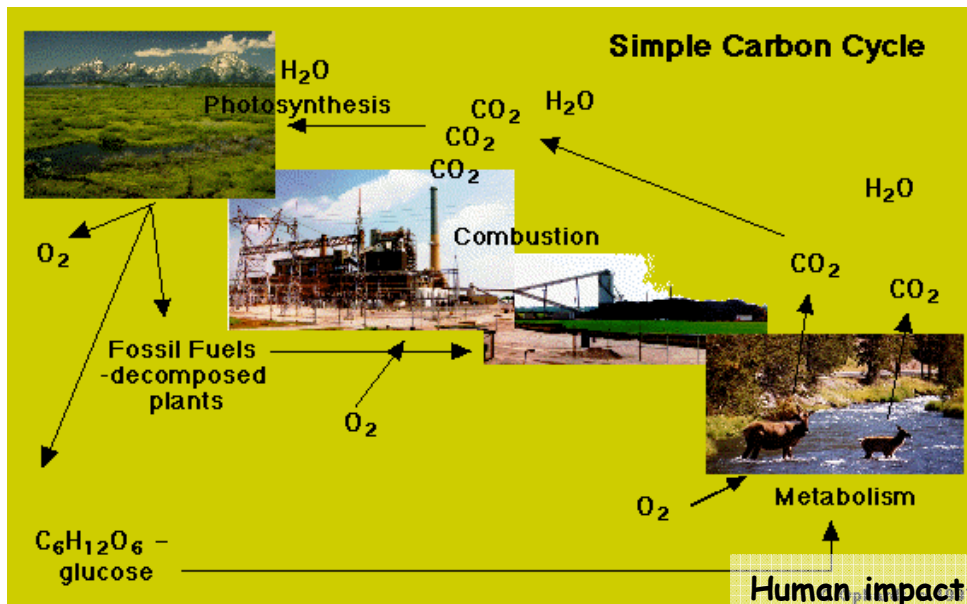 Simple Carbon Cycle
H₂O
Photosynthesis
CO₂
H₂O
CO₂
CO₂
H₂O
Combustion
O₂
CO₂
CO₂
Fossil Fuels
-decomposed
plants
O₂
O₂
Metabolism
C₆H₁₂O₆ –
glucose
Human impact